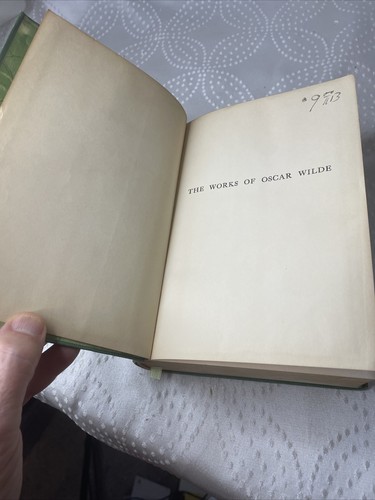 THE WORKS OF OSCAR WILDE